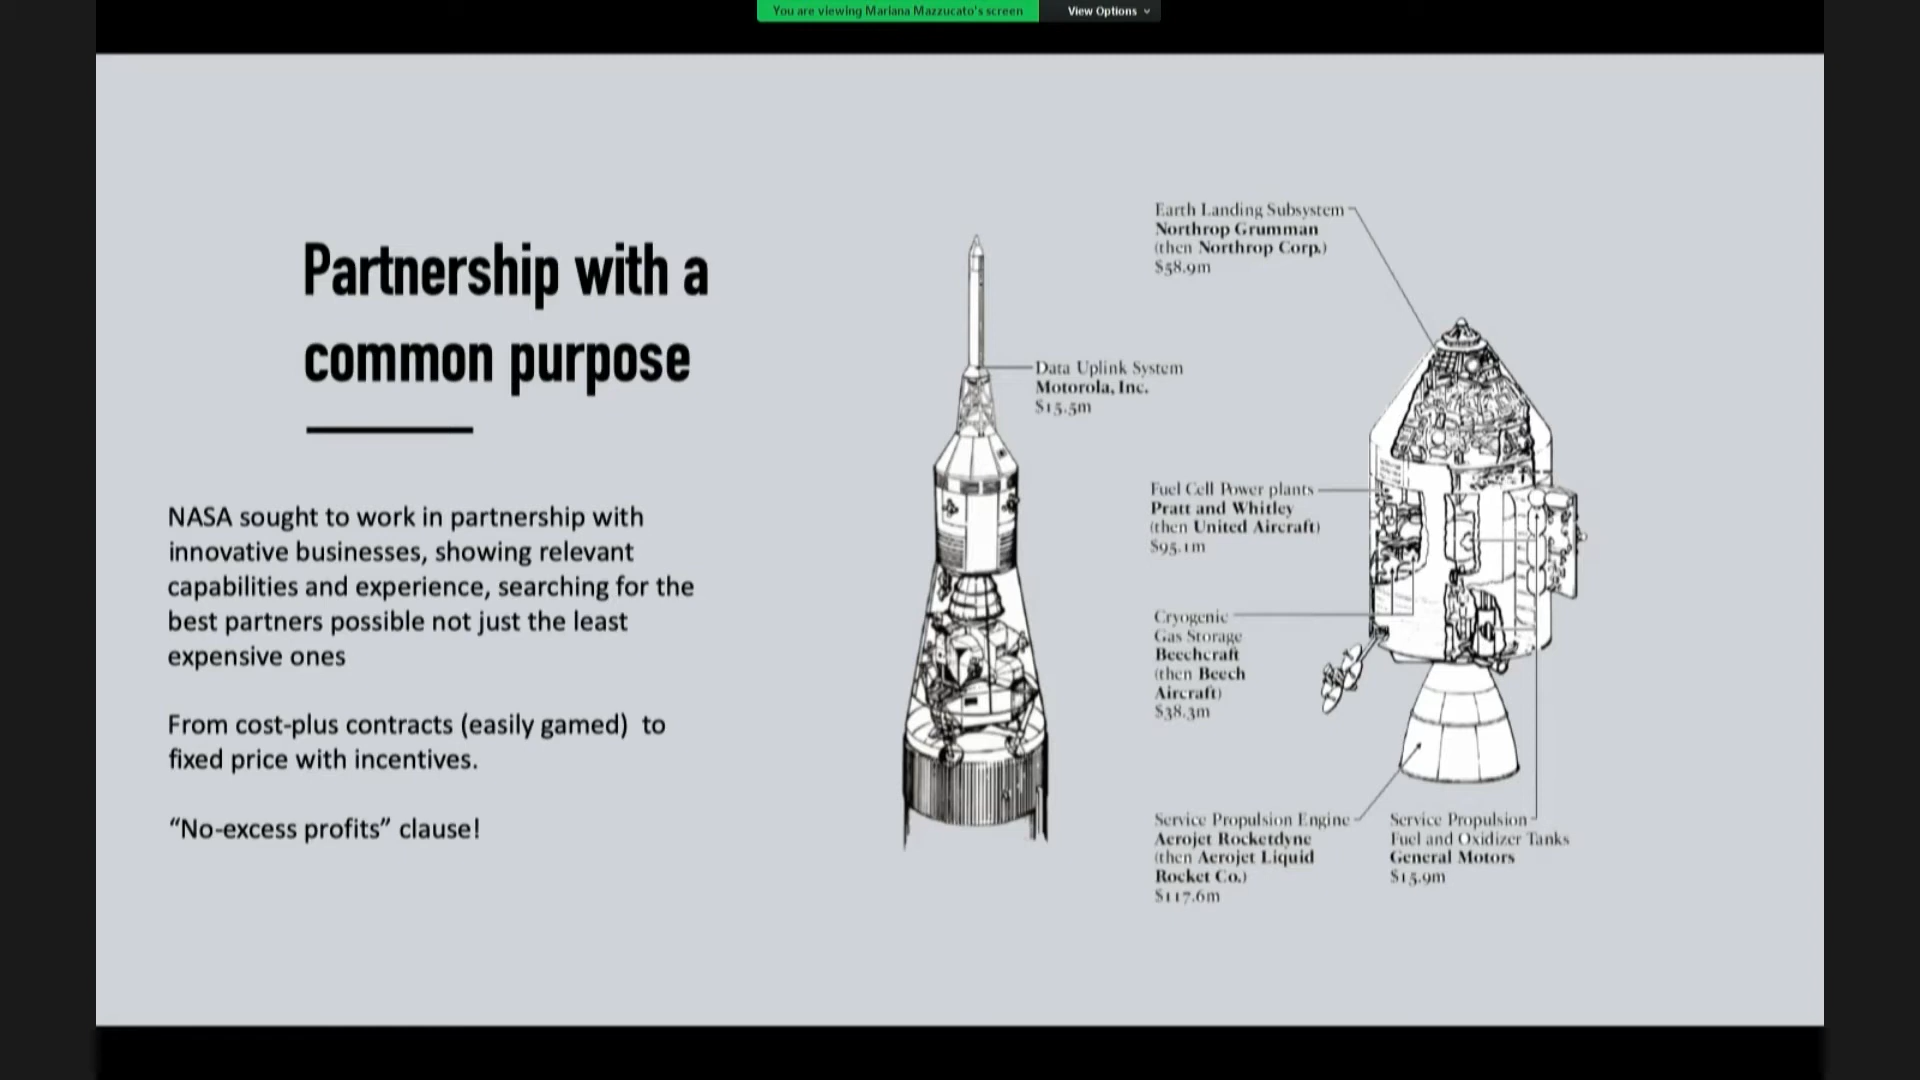 You are viewing Mariana Mazzucato's screen
View Options
Partnership with a
common purpose
NASA sought to work in partnership with
innovative businesses, showing relevant
capabilities and experience, searching for the
best partners possible not just the least
expensive ones
From cost-plus contracts (easily gamed)  to
fixed price with incentives.
“No-excess profits” clause!
Data Uplink System
Motorola, Inc.
$15.5m
Earth Landing Subsystem
Northrop Grumman
(then Northrop Corp.)
$58.9m
Fuel Cell Power plants
Pratt and Whitley
(then United Aircraft)
$95.1m
Cryogenic
Gas Storage
Beechcraft
(then Beech
Aircraft)
$38.3m
Service Propulsion Engine
Aerojet Rocketdyne
(then Aerojet Liquid
Rocket Co.)
$117.6m
Service Propulsion
Fuel and Oxidizer Tanks
General Motors
$15.9m